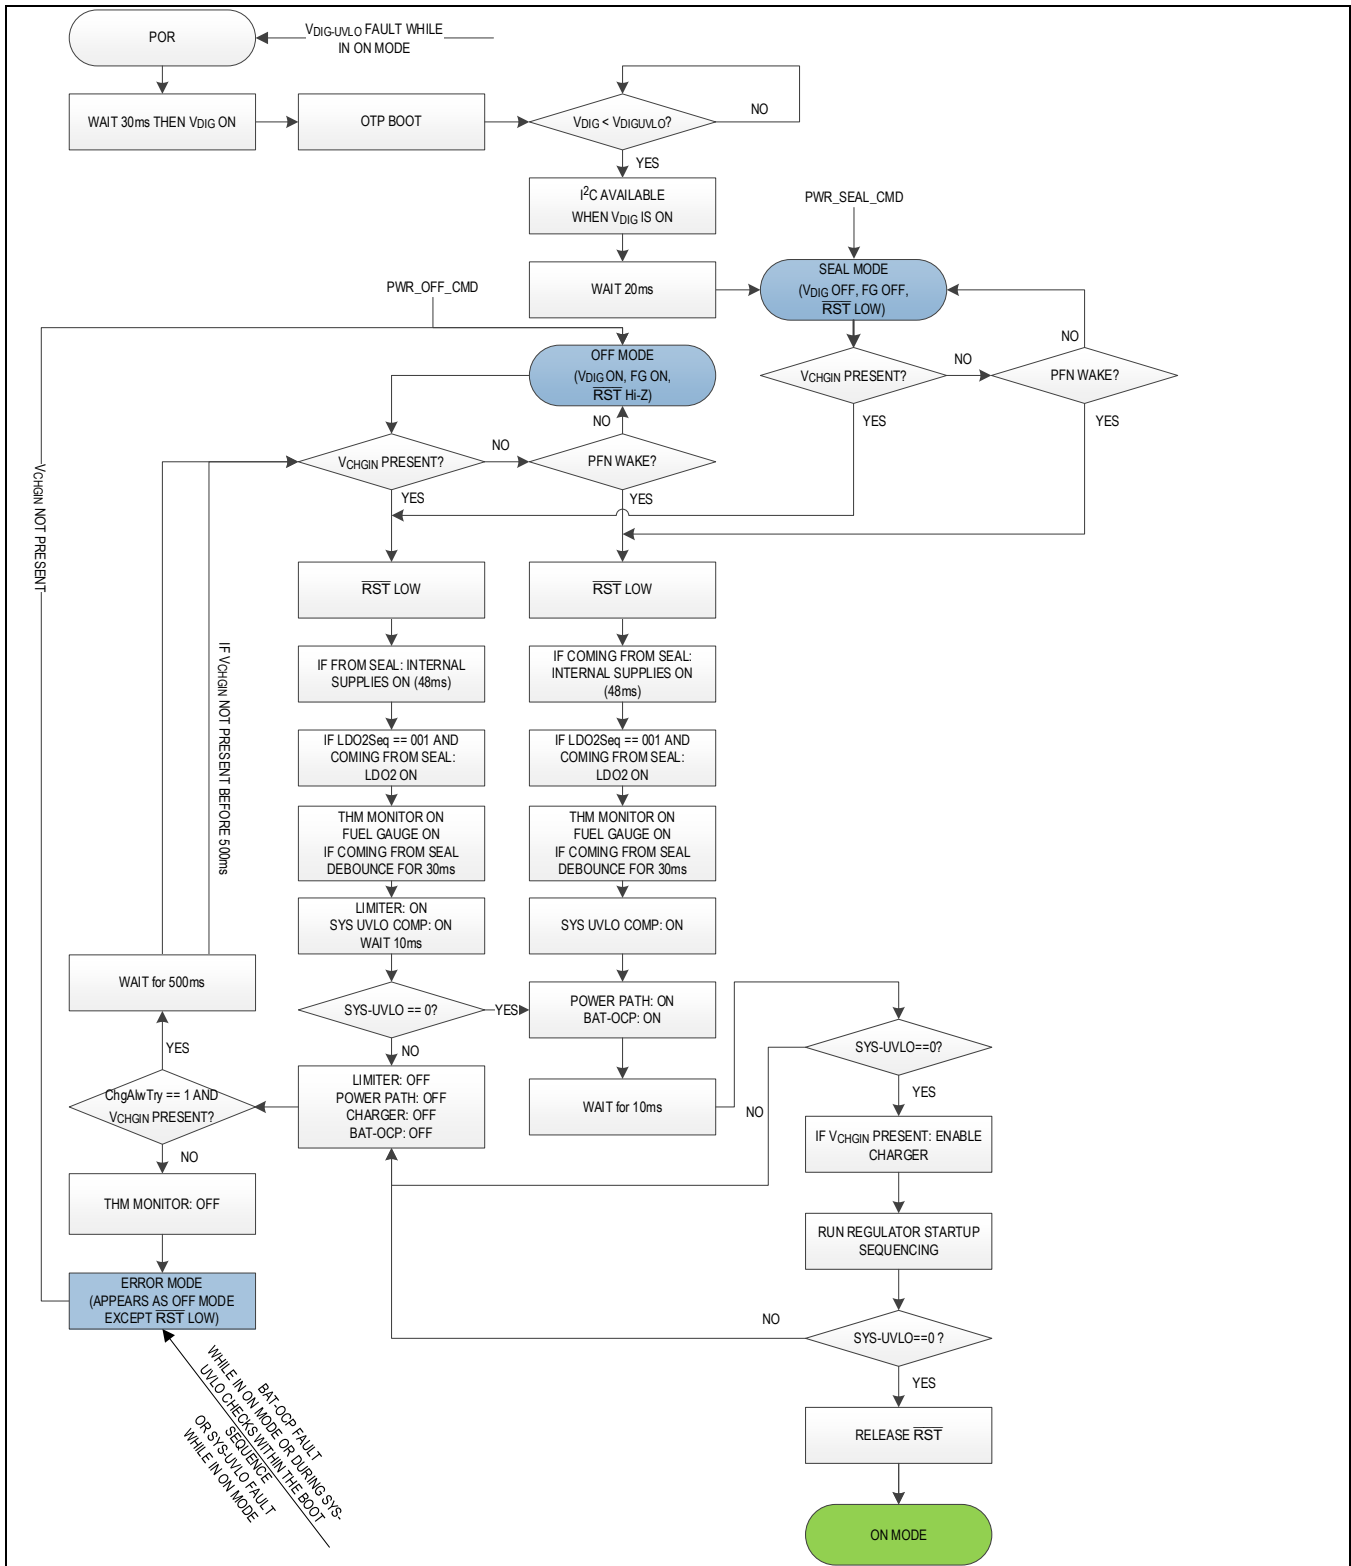 POR
VDIG-UVLO FAULT WHILE
IN ON MODE
WAIT 30ms THEN VDIG ON
OTP BOOT
VDIG < VDIGUVLO?
NO
YES
I2C AVAILABLE
WHEN VDIG IS ON
PWR_SEAL_CMD
WAIT 20ms
SEAL MODE
(VDIG OFF, FG OFF,
RST LOW)
PWR_OFF_CMD
OFF MODE
(VDIG ON, FG ON,
RST Hi-Z)
VCHGIN PRESENT?
NO
PFN WAKE?
NO
YES
YES
VCHGIN PRESENT?
NO
PFN WAKE?
NO
YES
YES
VCHGIN NOT PRESENT
IF VCHGIN NOT PRESENT BEFORE 500ms
RST LOW
RST LOW
IF FROM SEAL: INTERNAL
SUPPLIES ON (48ms)
IF COMING FROM SEAL:
INTERNAL SUPPLIES ON
(48ms)
IF LDO2Seq == 001 AND
COMING FROM SEAL:
LDO2 ON
IF LDO2Seq == 001 AND
COMING FROM SEAL:
LDO2 ON
THM MONITOR ON
FUEL GAUGE ON
IF COMING FROM SEAL
DEBOUNCE FOR 30ms
THM MONITOR ON
FUEL GAUGE ON
IF COMING FROM SEAL
DEBOUNCE FOR 30ms
LIMITER: ON
SYS UVLO COMP: ON
WAIT 10ms
SYS UVLO COMP: ON
WAIT for 500ms
SYS-UVLO == 0?
YES
POWER PATH: ON
BAT-OCP: ON
YES
NO
SYS-UVLO==0?
ChgAlwTry == 1 AND
VCHGIN PRESENT?
LIMITER: OFF
POWER PATH: OFF
CHARGER: OFF
BAT-OCP: OFF
WAIT for 10ms
NO
YES
IF VCHGIN PRESENT: ENABLE
CHARGER
NO
THM MONITOR: OFF
RUN REGULATOR STARTUP
SEQUENCING
ERROR MODE
(APPEARS AS OFF MODE
EXCEPT RST LOW)
NO
SYS-UVLO==0 ?
YES
BAT-OCP FAULT
WHILE IN ON MODE OR DURING SYS-
UVLO CHECKS WITHIN THE BOOT
SEQUENCE
OR SYS-UVLO FAULT
WHILE IN ON MODE
RELEASE RST
ON MODE